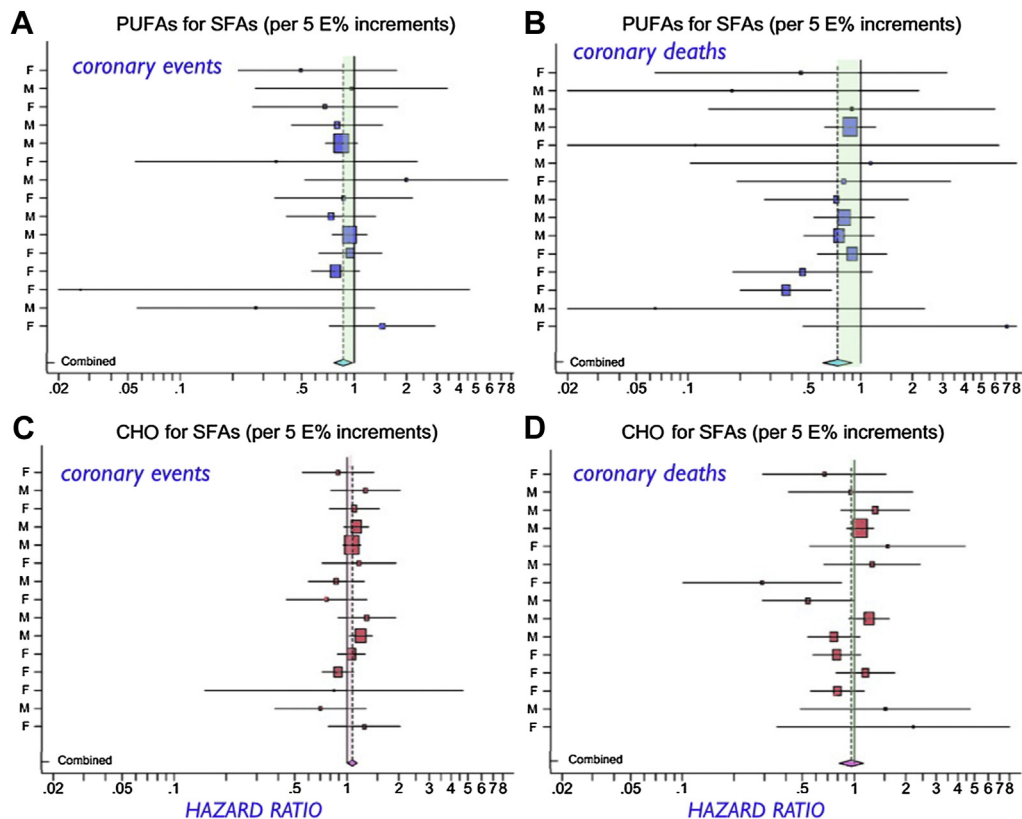 A
PUFAs for SFAs (per 5 E% increments)
coronary events
F
M
F
M
M
F
M
F
M
M
F
F
F
M
F
Combined
.02 .05 .1 .5 1 2 3 4 5 6 7 8
B
PUFAs for SFAs (per 5 E% increments)
coronary deaths
F
M
M
M
F
M
F
M
M
M
F
F
F
M
F
Combined
.02 .05 .1 .5 1 2 3 4 5 6 7 8
C
CHO for SFAs (per 5 E% increments)
coronary events
F
M
F
M
M
F
M
F
M
M
F
F
F
M
F
Combined
.02 .05 .1 .5 1 2 3 4 5 6 7 8
HAZARD RATIO
D
CHO for SFAs (per 5 E% increments)
coronary deaths
F
M
M
M
F
M
F
M
M
M
F
F
F
M
F
Combined
.02 .05 .1 .5 1 2 3 4 5 6 7 8
HAZARD RATIO